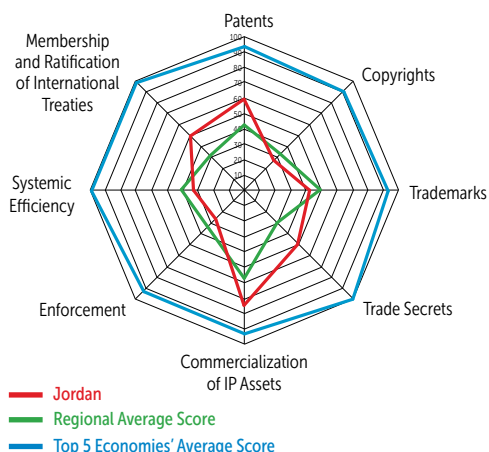 Patents
100
90
80
70
60
50
40
30
20
10
Membership
and Ratification
of International
Treaties
Copyrights
Systemic
Efficiency
Trademarks
Enforcement
Trade Secrets
Commercialization
of IP Assets
Jordan
Regional Average Score
Top 5 Economies' Average Score